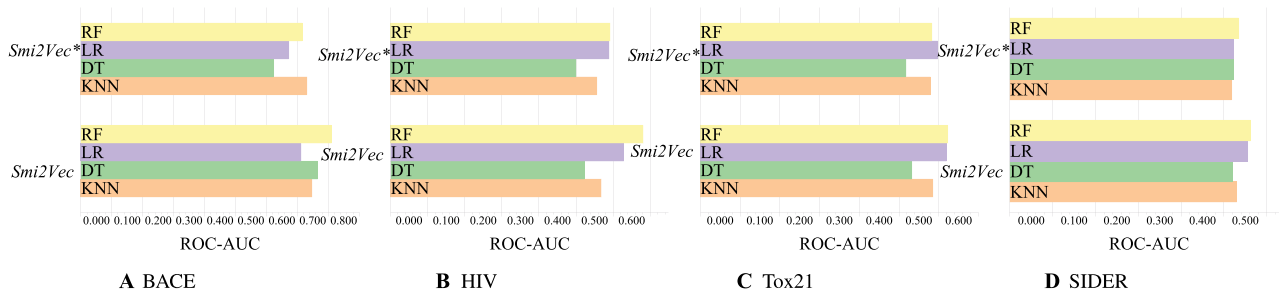 RF
Smi2Vec*
LR
DT
KNN
RF
LR
Smi2Vec
DT
KNN
0.000 0.100 0.200 0.300 0.400 0.500 0.600 0.700 0.800
ROC-AUC
A BACE
RF
Smi2Vec*
LR
DT
KNN
RF
Smi2Vec
LR
DT
KNN
0.000 0.100 0.200 0.300 0.400 0.500 0.600
ROC-AUC
B HIV
RF
Smi2Vec*
LR
DT
KNN
RF
Smi2Vec
LR
DT
KNN
0.000 0.100 0.200 0.300 0.400 0.500 0.600
ROC-AUC
C Tox21
RF
Smi2Vec*
LR
DT
KNN
RF
LR
Smi2Vec
DT
KNN
0.000 0.100 0.200 0.300 0.400 0.500
ROC-AUC
D SIDER